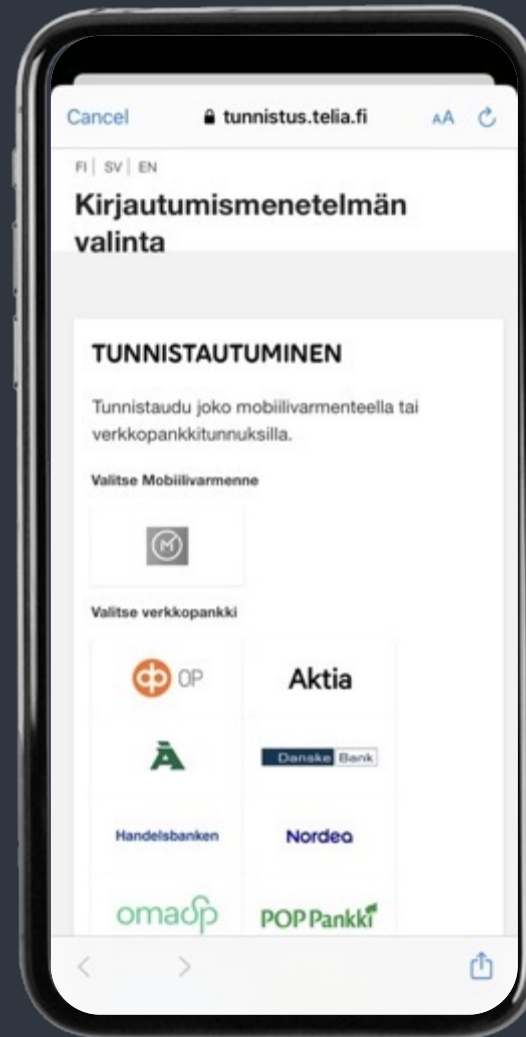 Cancel tunnistus.telia.fi AA
FI | SV | EN
Kirjautumismenetelmän
valinta
TUNNISTAUTUMINEN
Tunnistaudu joko mobiilivarmenteella tai
verkkopankkitunnuksilla.
Valitse Mobiilivarmenne
M
Valitse verkkopankki
OP Aktia
Å Danske Bank
Handelsbanken Nordea
omasp POP Pankki